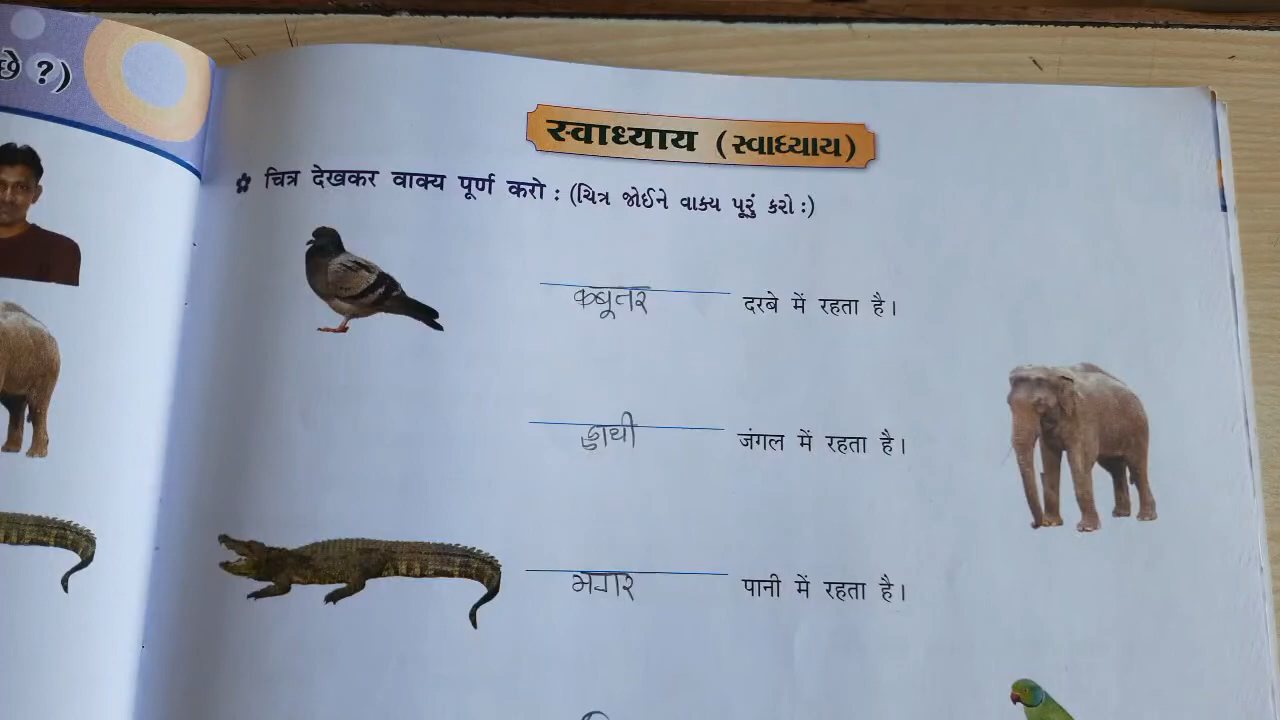 છે ?)
स्वाध्याय (સ્વાધ્યાય)
चित्र देखकर वाक्य पूर्ण करो : (ચિત્ર જોઈને વાક્ય પૂરું કરો :)
कबूतर दरबे में रहता है।
हाथी जंगल में रहता है।
मगर पानी में रहता है।